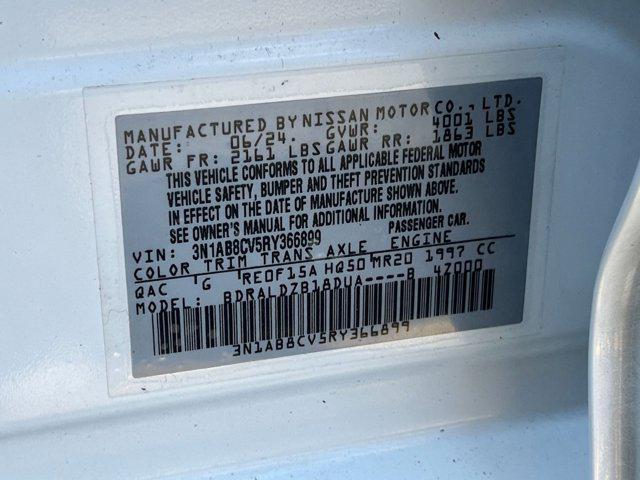 MANUFACTURED BY NISSAN MOTOR CO., LTD.
DATE: 06/24. GVWR: 4001 LBS
GAWR FR: 2161 LBS GAWR RR: 1863 LBS
THIS VEHICLE CONFORMS TO ALL APPLICABLE FEDERAL MOTOR
VEHICLE SAFETY, BUMPER AND THEFT PREVENTION STANDARDS
IN EFFECT ON THE DATE OF MANUFACTURE SHOWN ABOVE.
SEE OWNER'S MANUAL FOR ADDITIONAL INFORMATION.
VIN: 3N1AB8CV5RY366899 PASSENGER CAR.
COLOR TRIM TRANS AXLE ENGINE
QAC G RE0F15A HQ50 MR20 1997 CC
MODEL: BDRALDZB18DUA----B 4Z000
3N1AB8CV5RY366899